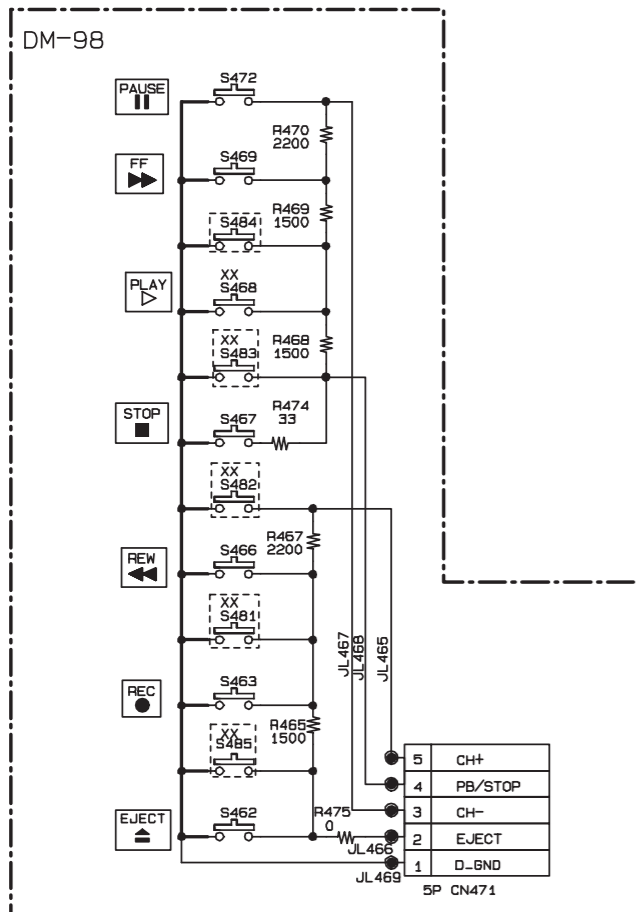 DM-98
PAUSE
S472
R470
2200
FF
S469
R469
1500
S484
PLAY
XX
S468
R468
1500
XX
S483
STOP
S467
R474
33
XX
S482
R467
2200
REW
S466
XX
S481
JL467
JL468
JL465
REC
S463
R465
1500
XX
S485
5 CH+
4 PB/STOP
3 CH-
EJECT
S462
R475
0
JL466
2 EJECT
JL469
1 D-GND
5P CN471